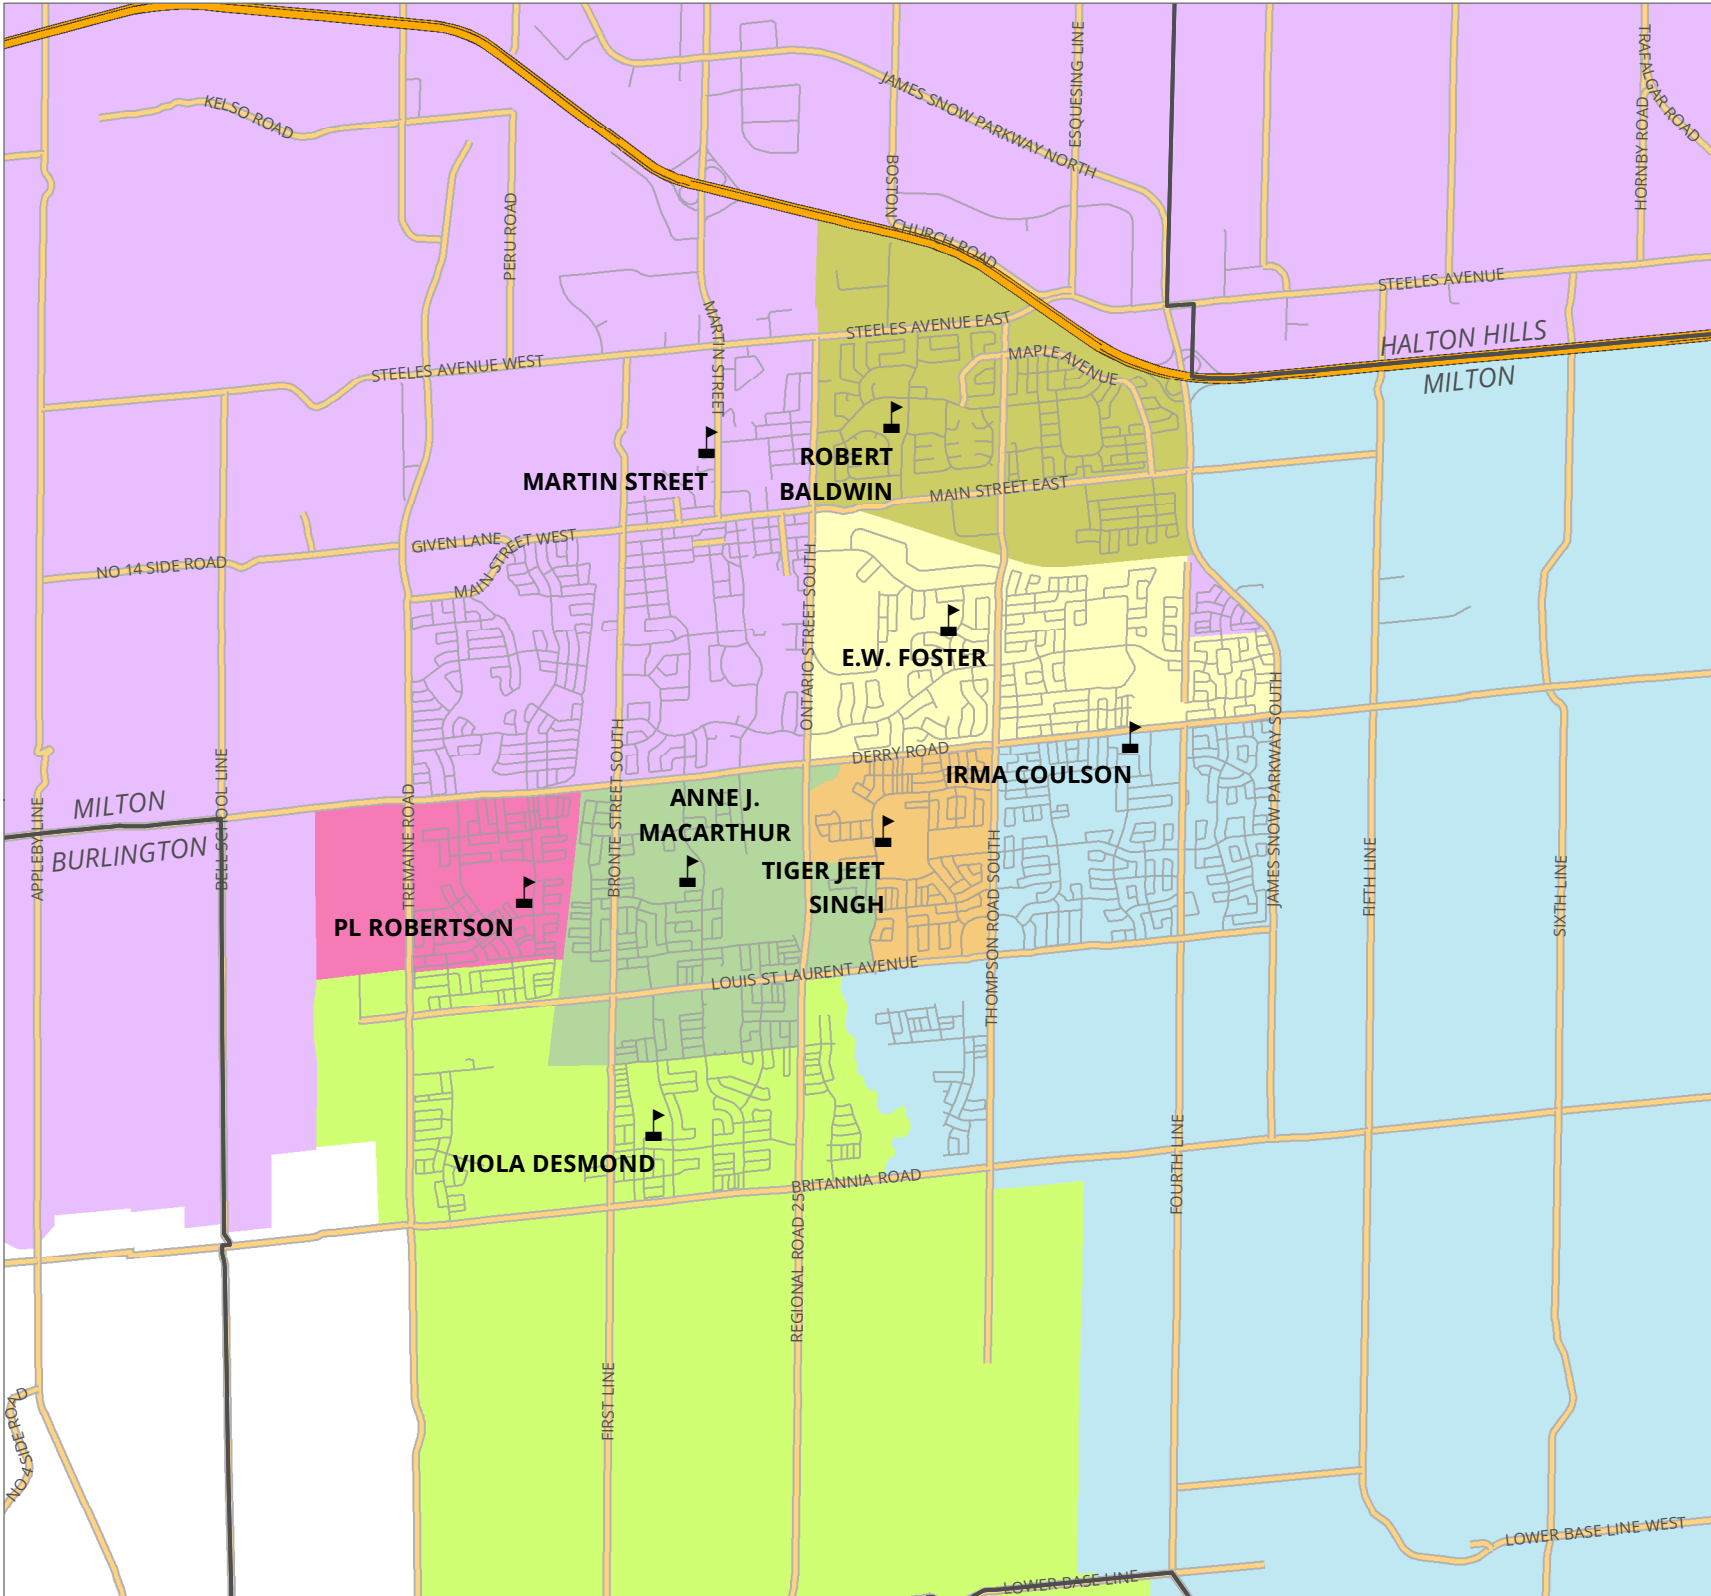 KELSO ROAD
JAMES SNOW PARKWAY NORTH
ESQUESING LINE
TRAFALGAR ROAD
HORNBY ROAD
BOSTON
CHURCH ROAD
PERU ROAD
STEELES AVENUE
MARTIN STREET
STEELES AVENUE EAST
HALTON HILLS
MILTON
STEELES AVENUE WEST
MAPLE AVENUE
MARTIN STREET
ROBERT
BALDWIN
MAIN STREET EAST
GIVEN LANE
MAIN STREET WEST
NO 14 SIDE ROAD
ONTARIO STREET SOUTH
E.W. FOSTER
DERRY ROAD
IRMA COULSON
JAMES SNOW PARKWAY SOUTH
BRONTE STREET SOUTH
ANNE J.
MACARTHUR
MILTON
BURLINGTON
APPLEBY LINE
BELL SCHOOL LINE
TREMAINE ROAD
TIGER JEET
SINGH
PL ROBERTSON
THOMPSON ROAD SOUTH
FIFTH LINE
SIXTH LINE
LOUIS ST LAURENT AVENUE
VIOLA DESMOND
BRITANNIA ROAD
FOURTH LINE
REGIONAL ROAD 25
FIRST LINE
NO 4 SIDE ROAD
LOWER BASE LINE WEST
LOWER BASE LINE